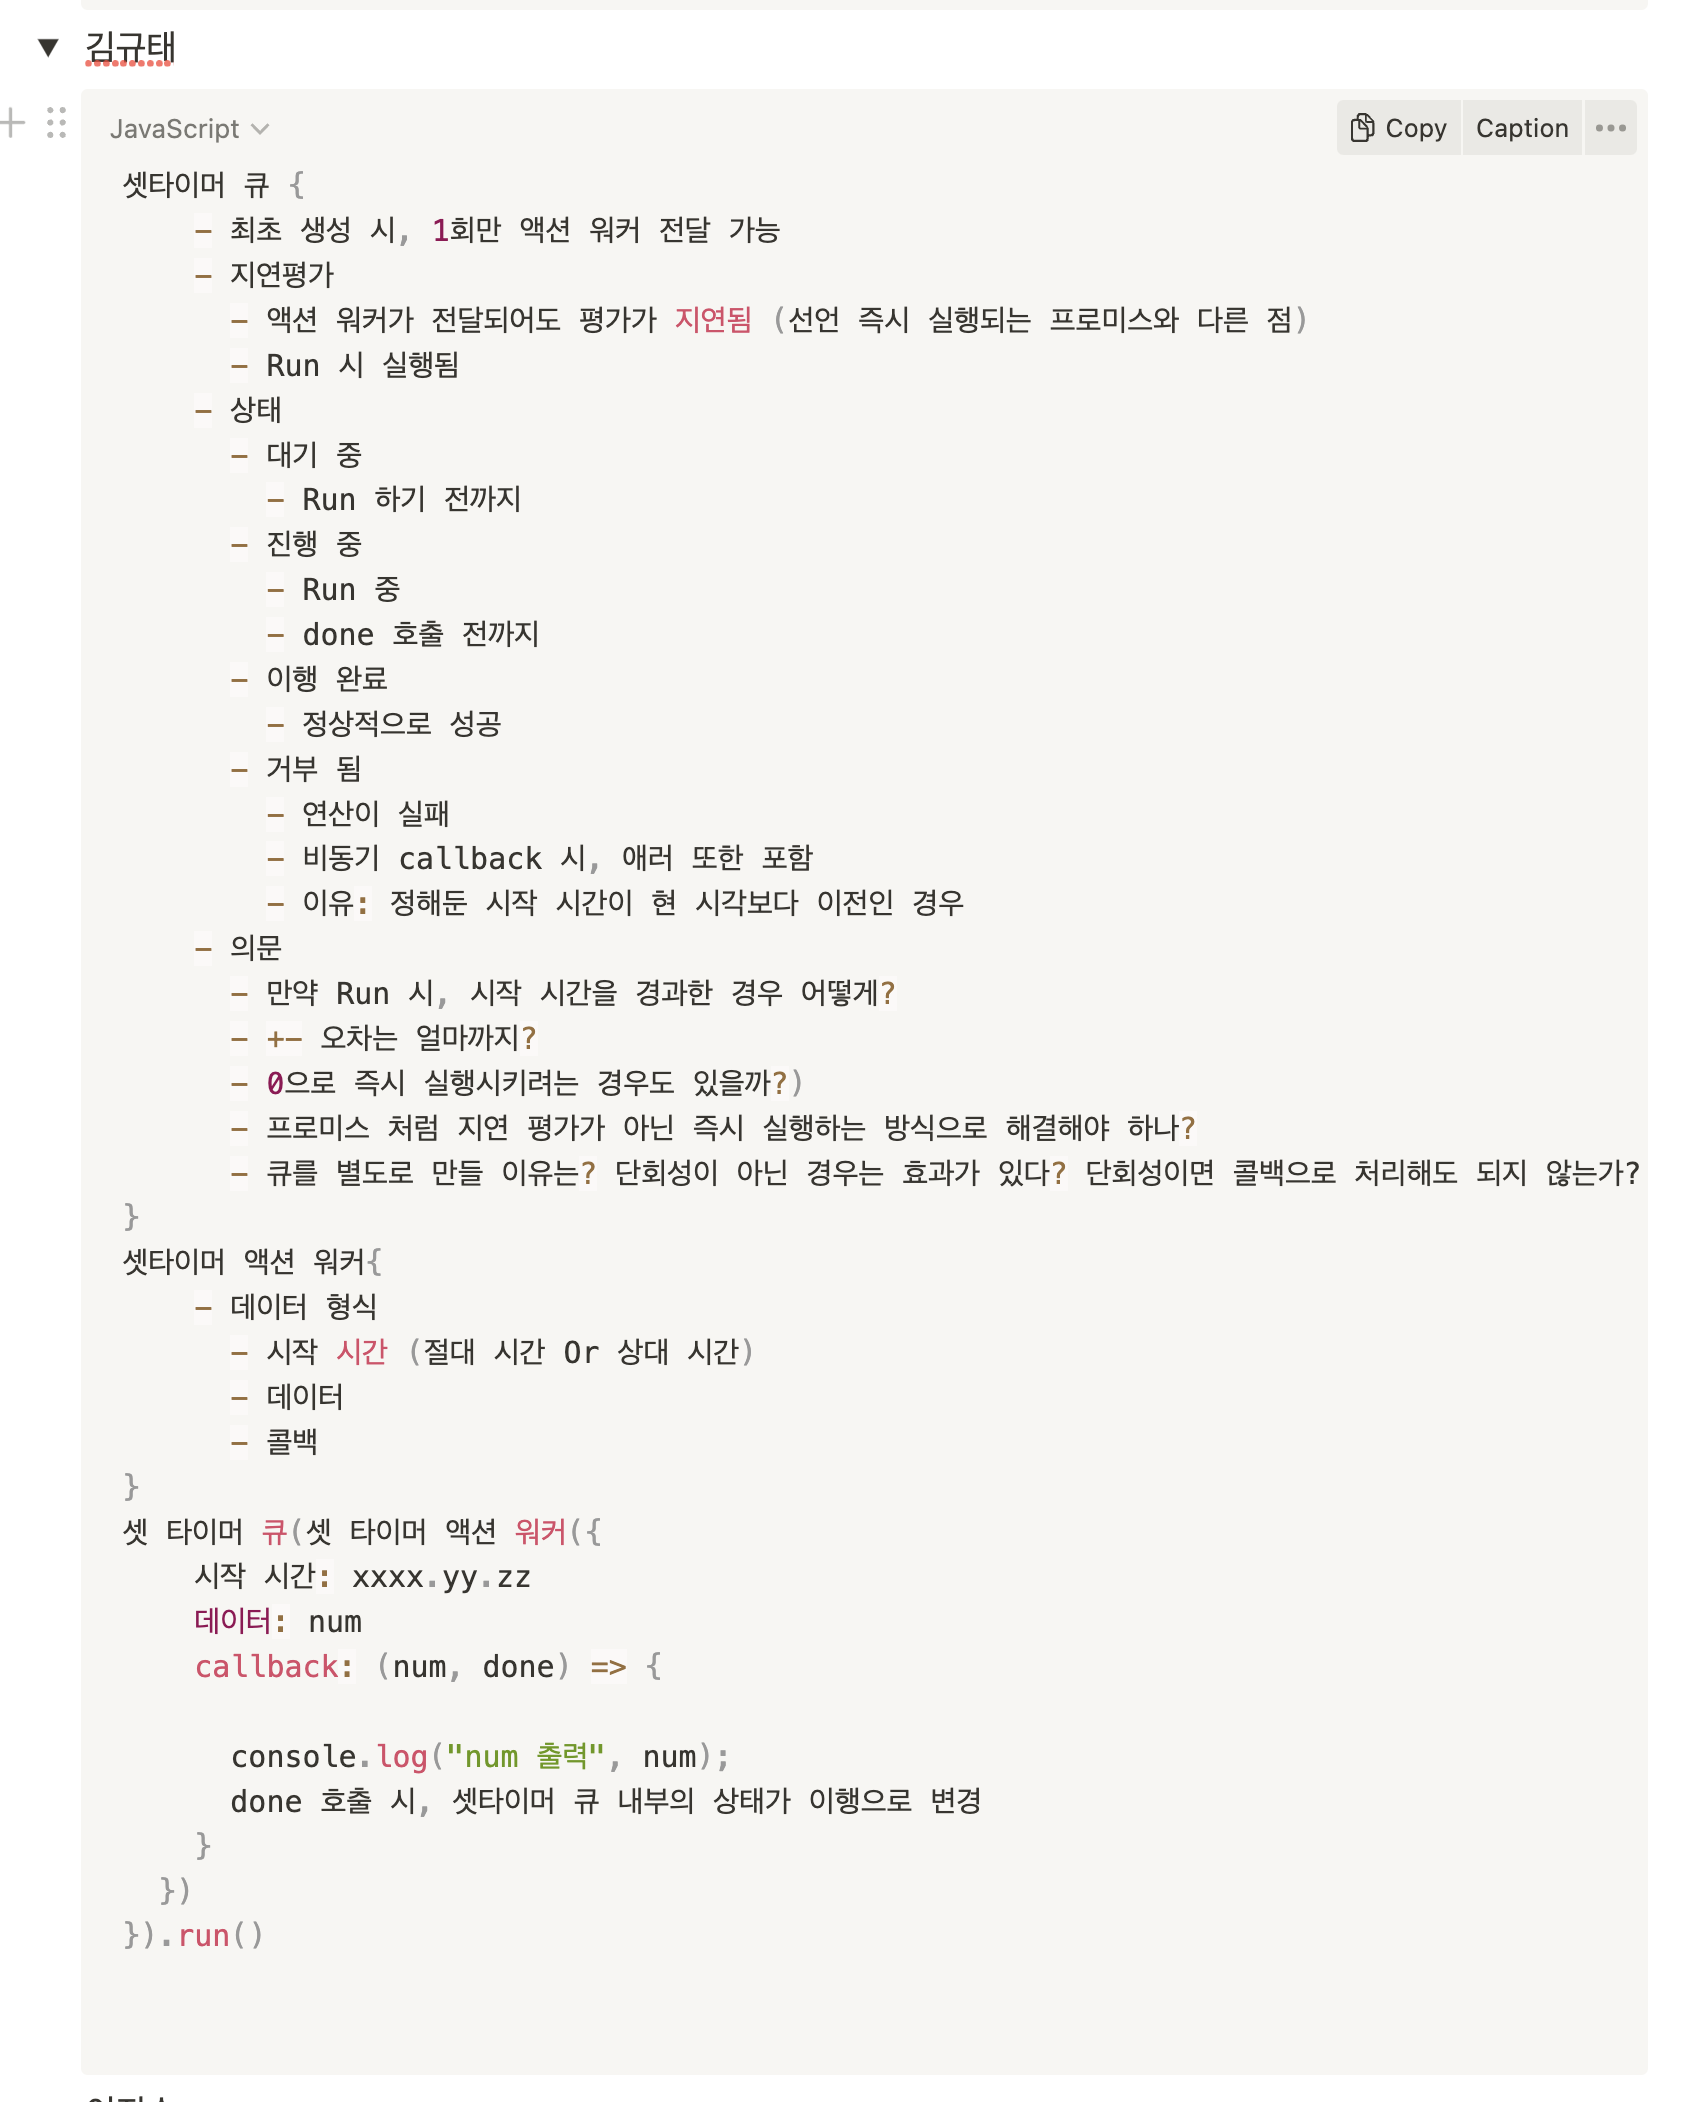 김규태
JavaScript
Copy
Caption
셋타이머 큐 {
- 최초 생성 시, 1회만 액션 워커 전달 가능
- 지연평가
- 액션 워커가 전달되어도 평가가 지연됨 (선언 즉시 실행되는 프로미스와 다른 점)
- Run 시 실행됨
- 상태
- 대기 중
- Run 하기 전까지
- 진행 중
- Run 중
- done 호출 전까지
- 이행 완료
- 정상적으로 성공
- 거부 됨
- 연산이 실패
- 비동기 callback 시, 애러 또한 포함
- 이유: 정해둔 시작 시간이 현 시각보다 이전인 경우
- 의문
- 만약 Run 시, 시작 시간을 경과한 경우 어떻게?
- +- 오차는 얼마까지?
- 0으로 즉시 실행시키려는 경우도 있을까?)
- 프로미스 처럼 지연 평가가 아닌 즉시 실행하는 방식으로 해결해야 하나?
- 큐를 별도로 만들 이유는? 단회성이 아닌 경우는 효과가 있다? 단회성이면 콜백으로 처리해도 되지 않는가?
}
셋타이머 액션 워커{
- 데이터 형식
- 시작 시간 (절대 시간 Or 상대 시간)
- 데이터
- 콜백
}
셋 타이머 큐(셋 타이머 액션 워커({
시작 시간: xxxx.yy.zz
데이터: num
callback: (num, done) => {
console.log("num 출력", num);
done 호출 시, 셋타이머 큐 내부의 상태가 이행으로 변경
}
})
}).run()